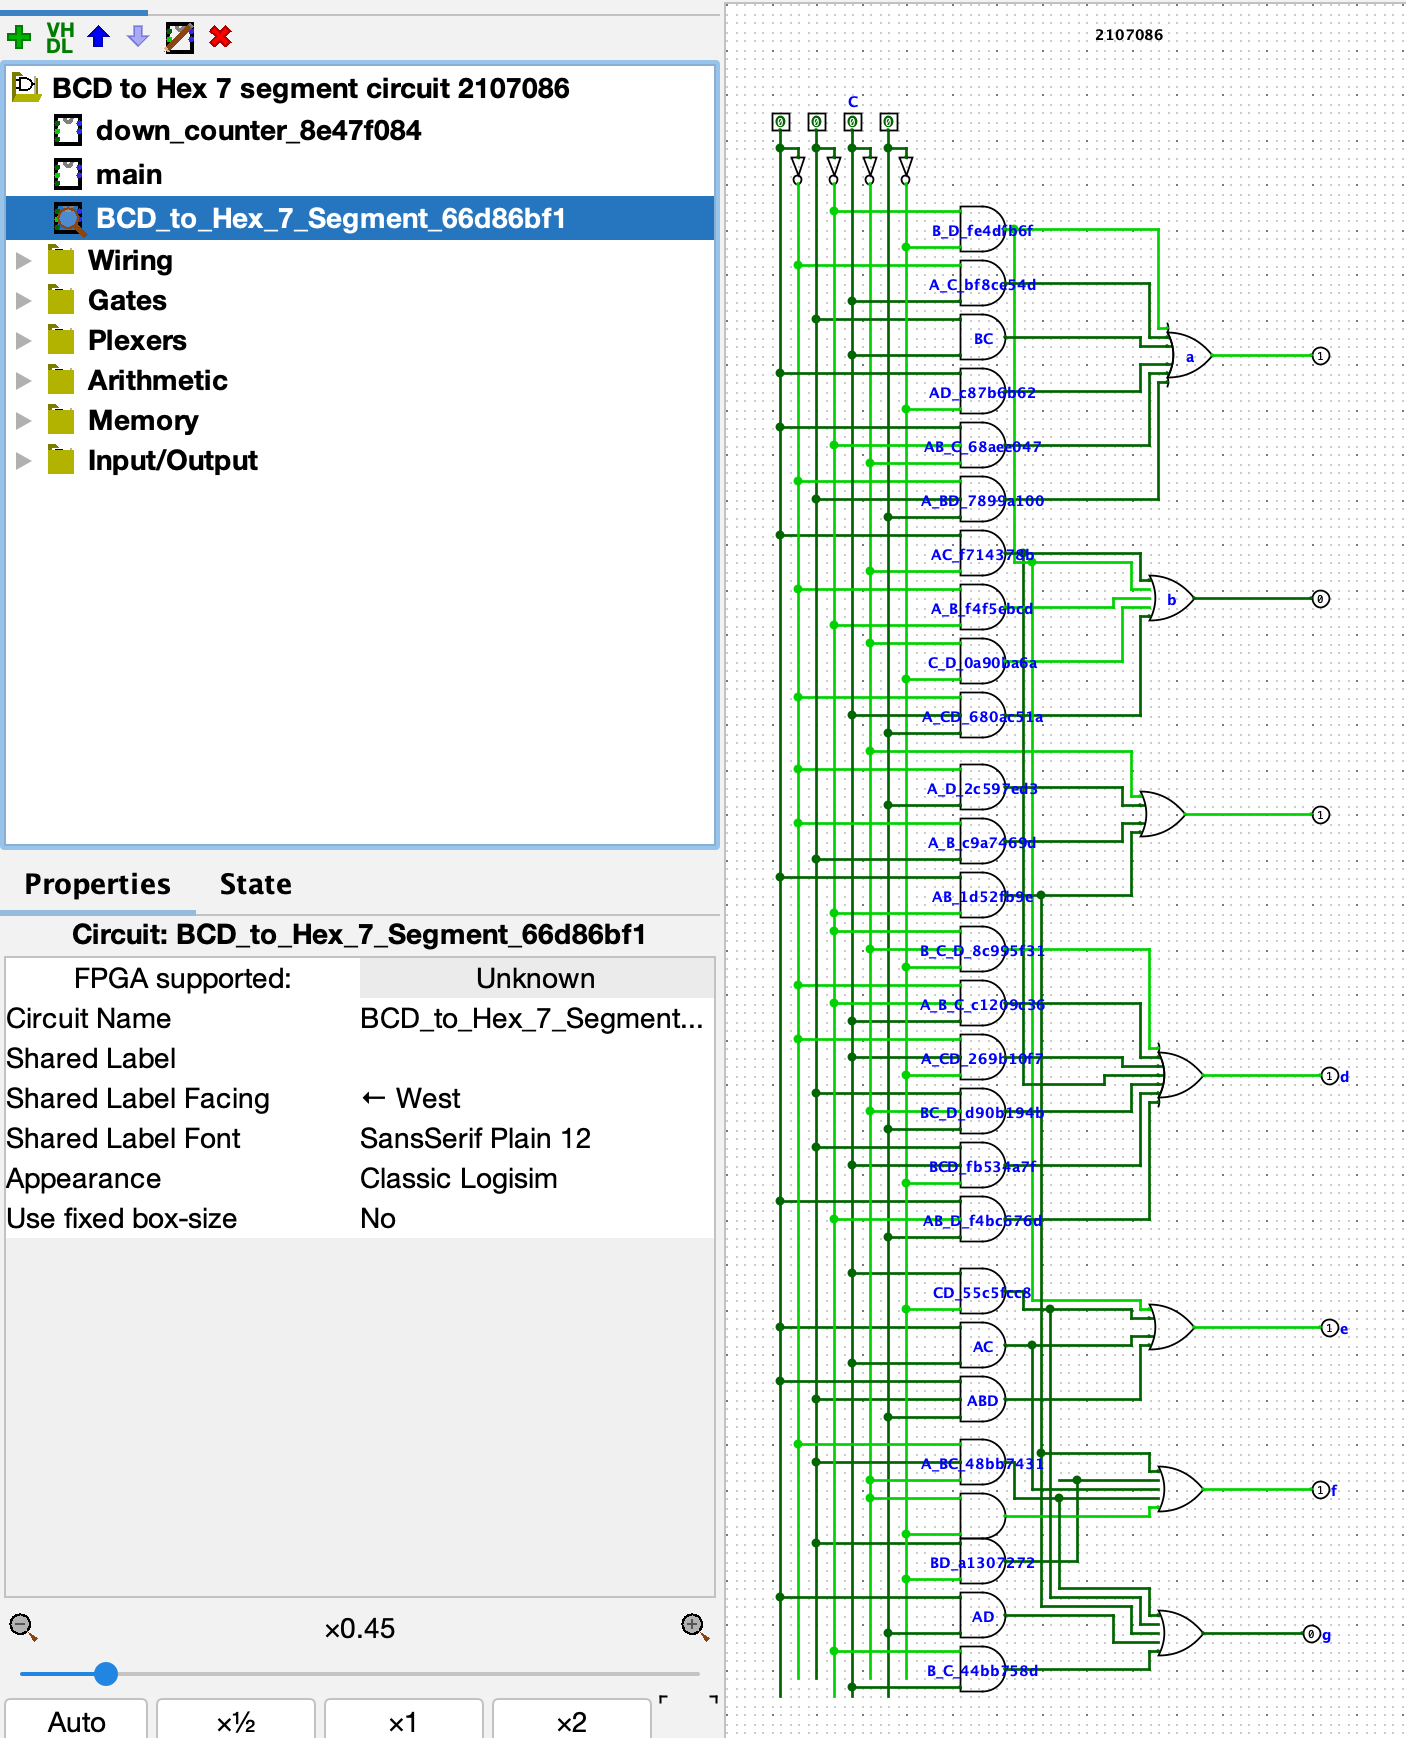 VH
DL
BCD to Hex 7 segment circuit 2107086
down_counter_8e47f084
main
BCD_to_Hex_7_Segment_66d86bf1
Wiring
Gates
Plexers
Arithmetic
Memory
Input/Output
Properties State
Circuit: BCD_to_Hex_7_Segment_66d86bf1
FPGA supported: Unknown
Circuit Name BCD_to_Hex_7_Segment...
Shared Label
Shared Label Facing ← West
Shared Label Font SansSerif Plain 12
Appearance Classic Logisim
Use fixed box-size No
×0.45
Auto ×½ ×1 ×2
2107086
C
0 0 0 0
B_D_fe4dfb6f
A_C_bf8ce54d
BC
a 1
AD_c87b6b62
AB_C_68aee047
A_BD_7899a100
AC_f714378b
b 0
A_B_f4f5ebcd
C_D_0a90ba6a
A_CD_680ac51a
A_D_2c597ed3
1
A_B_c9a7469d
AB_1d52fb9e
B_C_D_8c995f31
A_B_C_c1209c36
A_CD_269b10f7
1 d
BC_D_d90b194b
BCD_fb534a7f
AB_D_f4bc676d
CD_55c5fcc8
1 e
AC
ABD
A_BC_48bb7431
1 f
BD_a1307272
AD
0 g
B_C_44bb758d